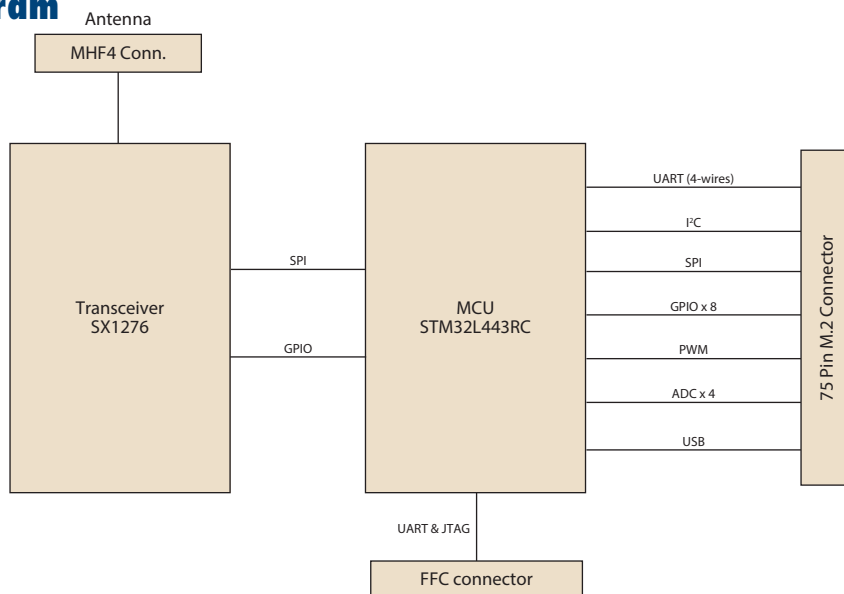 Antenna
MHF4 Conn.
Transceiver
SX1276
SPI
GPIO
MCU
STM32L443RC
UART (4-wires)
I²C
SPI
GPIO x 8
PWM
ADC x 4
USB
75 Pin M.2 Connector
UART & JTAG
FFC connector